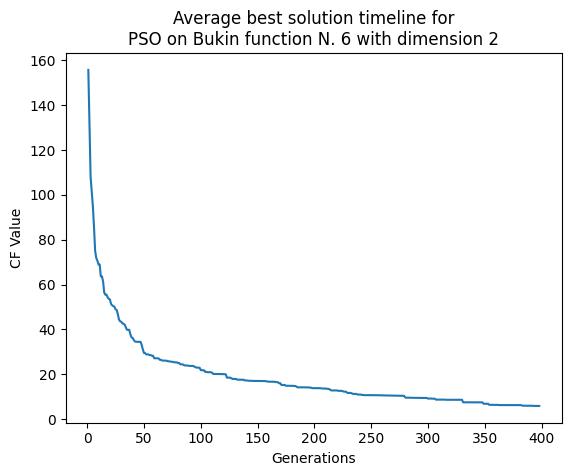 Average best solution timeline for
PSO on Bukin function N. 6 with dimension 2
160
140
120
100
80
60
40
20
0
CF Value
0 50 100 150 200 250 300 350 400
Generations